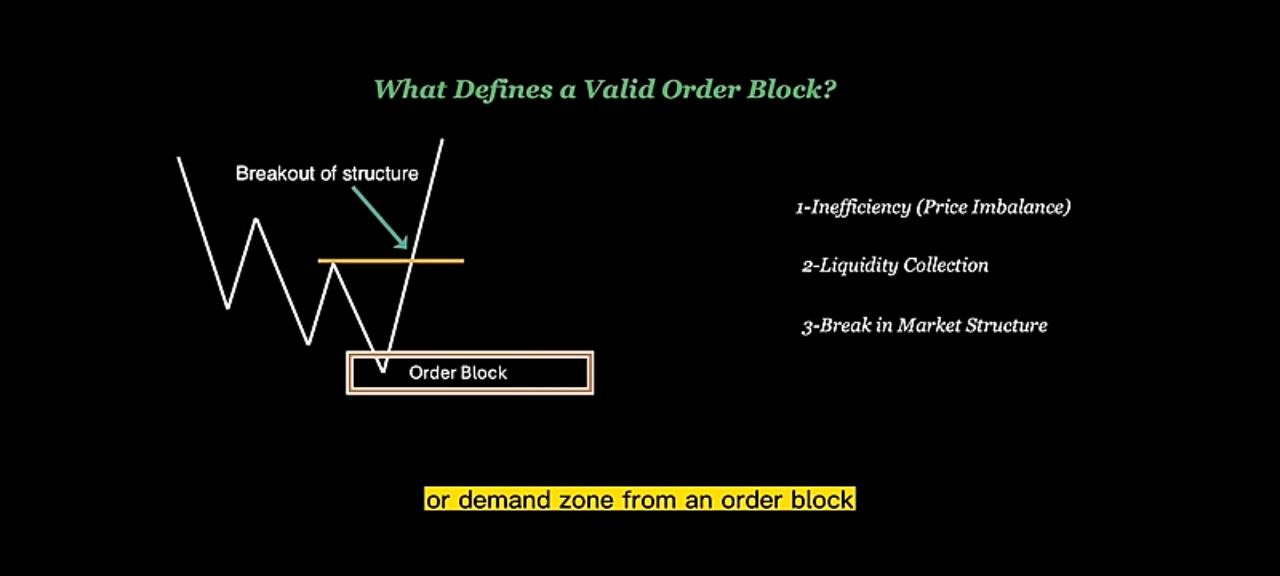 What Defines a Valid Order Block?
Breakout of structure
1-Inefficiency (Price Imbalance)
2-Liquidity Collection
3-Break in Market Structure
Order Block
or demand zone from an order block